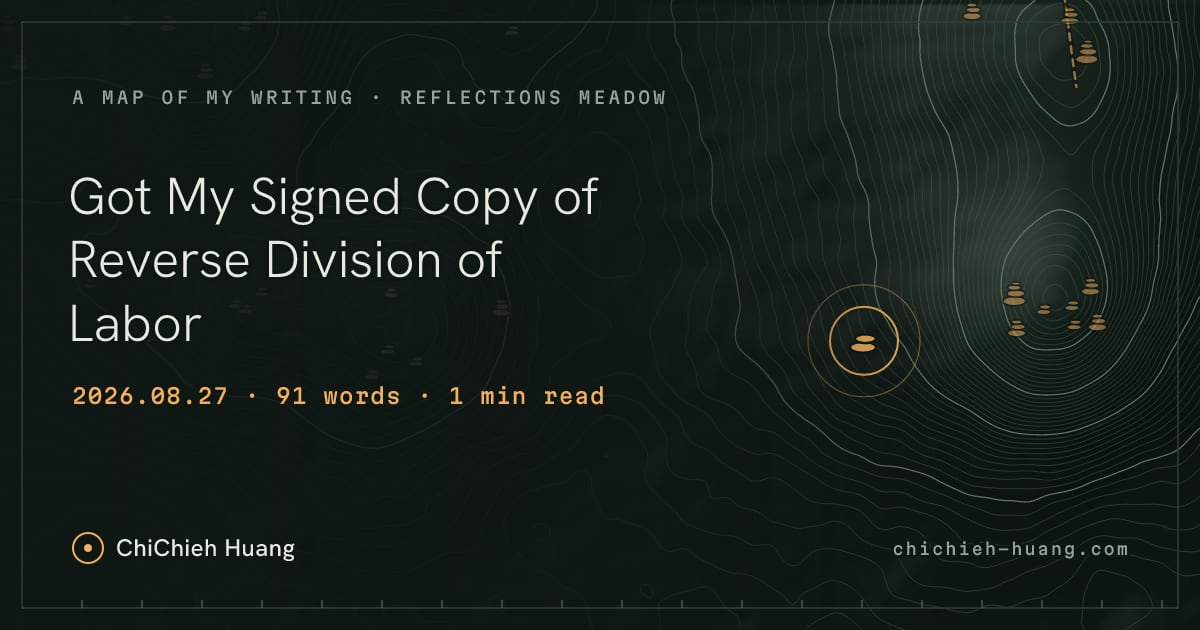 A MAP OF MY WRITING · REFLECTIONS MEADOW
Got My Signed Copy of
Reverse Division of
Labor
2026.08.27 · 91 words · 1 min read
ChiChieh Huang
chichieh-huang.com